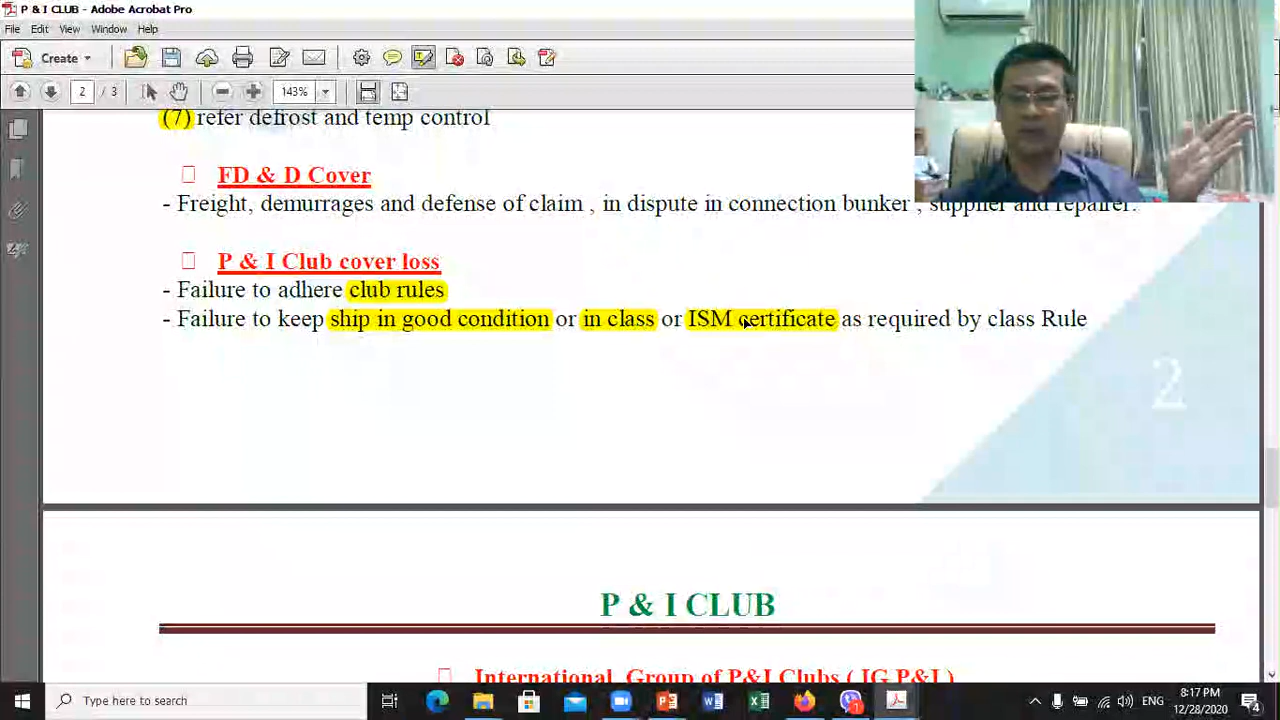 P & I CLUB - Adobe Acrobat Pro
File Edit View Window Help
Create
2 / 3 143%
(7) refer defrost and temp control
FD & D Cover
- Freight, demurrages and defense of claim , in dispute in connection bunker , supplier and repairer.
P & I Club cover loss
- Failure to adhere club rules
- Failure to keep ship in good condition or in class or ISM certificate as required by class Rule
2
P & I CLUB
International Group of P&I Clubs ( IG P&I )
Type here to search
1
ENG
8:17 PM
12/28/2020
4